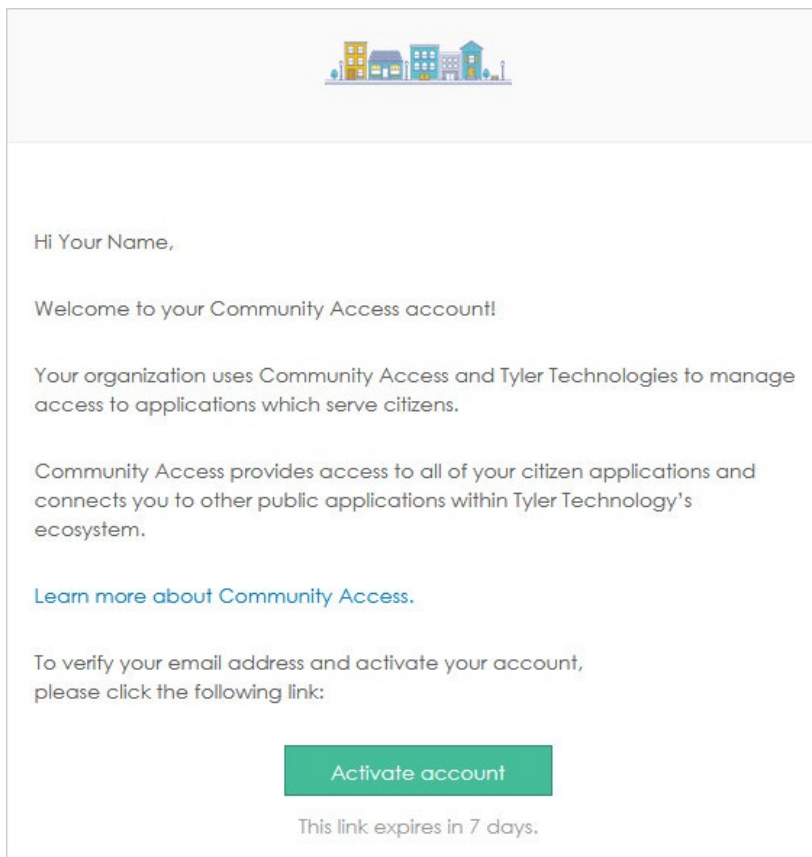 Hi Your Name,
Welcome to your Community Access account!
Your organization uses Community Access and Tyler Technologies to manage
access to applications which serve citizens.
Community Access provides access to all of your citizen applications and
connects you to other public applications within Tyler Technology’s
ecosystem.
Learn more about Community Access.
To verify your email address and activate your account,
please click the following link:
Activate account
This link expires in 7 days.